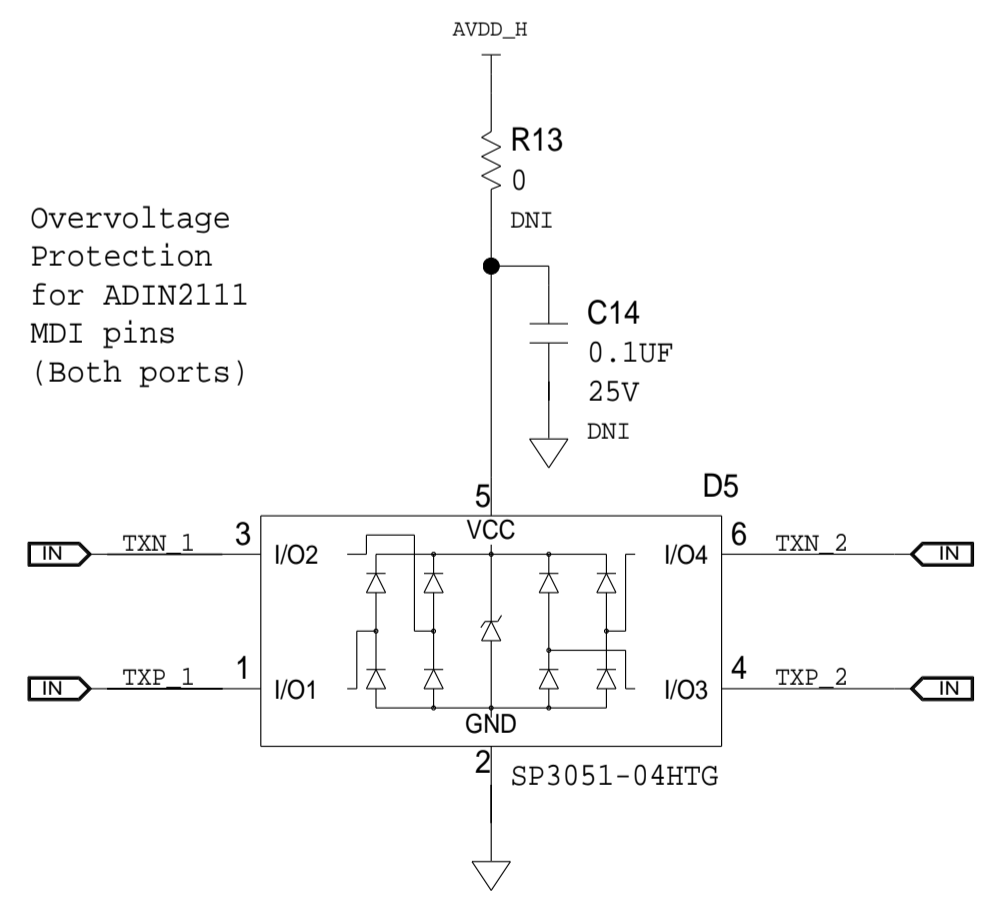 AVDD_H
R13
0
DNI
Overvoltage
Protection
for ADIN2111
MDI pins
(Both ports)
C14
0.1UF
25V
DNI
D5
5
VCC
IN
TXN_1
3
I/O2
I/O4
6
TXN_2
IN
IN
TXP_1
1
I/O1
I/O3
4
TXP_2
IN
GND
2
SP3051-04HTG